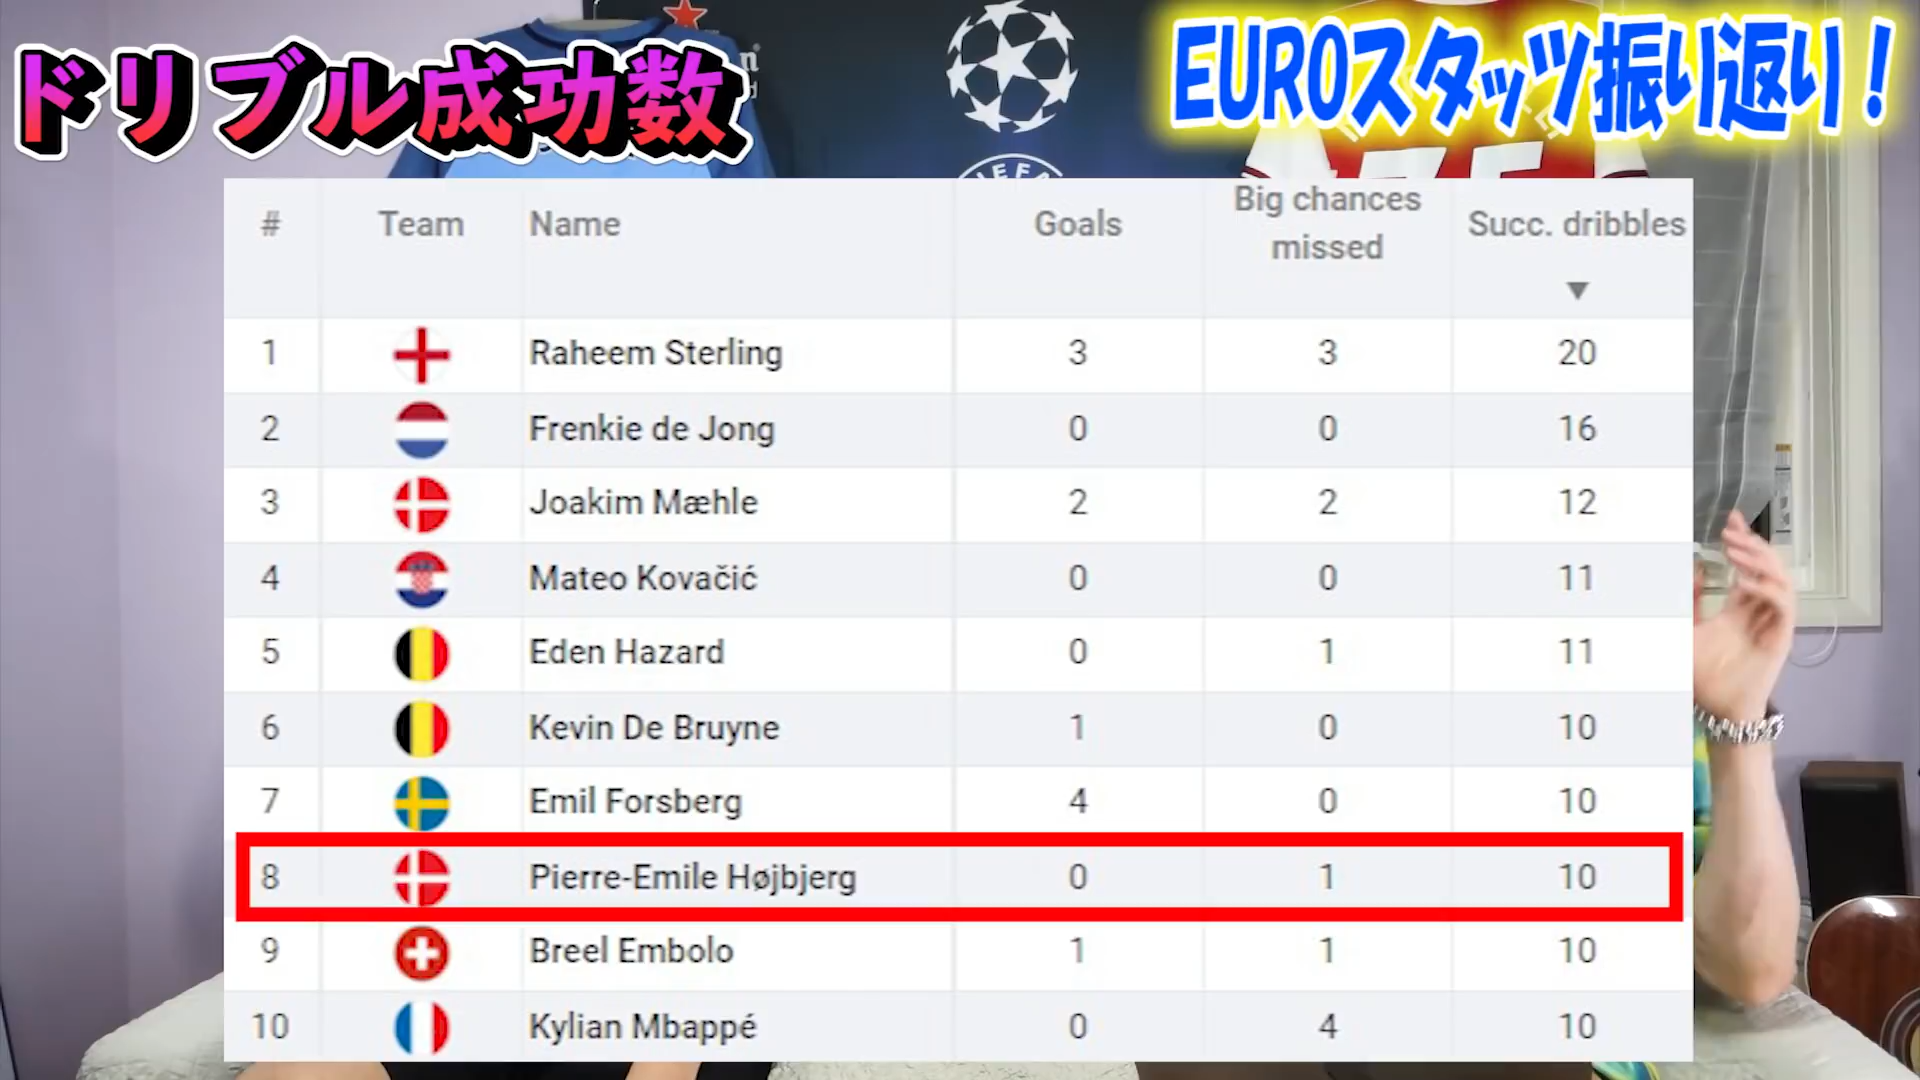 ドリブル成功数
EUROスタッツ振り返り！
UEFA
# Team Name Goals Big chances missed Succ. dribbles ▼
1 Raheem Sterling 3 3 20
2 Frenkie de Jong 0 0 16
3 Joakim Mæhle 2 2 12
4 Mateo Kovačić 0 0 11
5 Eden Hazard 0 1 11
6 Kevin De Bruyne 1 0 10
7 Emil Forsberg 4 0 10
8 Pierre-Emile Højbjerg 0 1 10
9 Breel Embolo 1 1 10
10 Kylian Mbappé 0 4 10